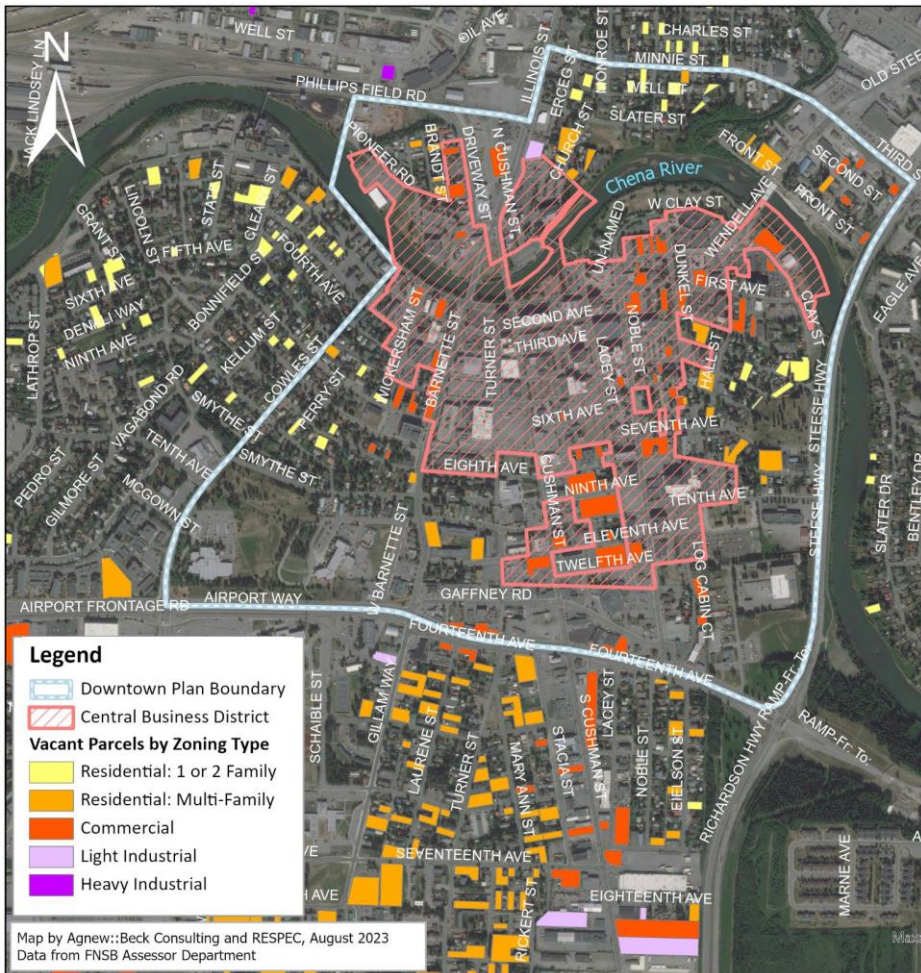 WELL ST
OIL AVE
CHARLES ST
MINNIE ST
N
JACK LINDSEY LN
PHILLIPS FIELD RD
ILLINOIS ST
ERCEG ST
MONROE ST
WELL ST
OLD STEE
SLATER ST
PIONEER RD
BRANDT ST
DRIVEWAY ST
N CUSHMAN ST
CHURCH ST
FRONT ST
SECOND ST
THIRD S
Chena River
FRONT ST
W CLAY ST
WENDELL AVE
GRANT ST
LINCOLN ST
STATE ST
CLEA ST
FIFTH AVE
FOURTH AVE
UN-NAMED
DUNKEL ST
FIRST AVE
CLAY ST
EAGLE AVE
SIXTH AVE
DENALI WAY
NINTH AVE
BONNIFIELD ST
KELLUM ST
LATHROP ST
WICKERSHAM ST
BARNETTE ST
TURNER ST
SECOND AVE
THIRD AVE
LACEY ST
NOBLE ST
HALL ST
COWLES ST
PERRY ST
VAGABOND RD
SMYTHE ST
SMYTHE ST
SIXTH AVE
SEVENTH AVE
STEESE HWY
STEESE HWY
EIGHTH AVE
TENTH AVE
MCGOWN ST
PEDRO ST
GILMORE ST
CUSHMAN ST
NINTH AVE
TENTH AVE
ELEVENTH AVE
TWELFTH AVE
SLATER DR
BENTLEY DR
W BARNETTE ST
LOG CABIN CT
AIRPORT FRONTAGE RD
AIRPORT WAY
GAFFNEY RD
FOURTEENTH AVE
FOURTEENTH AVE
Legend
Downtown Plan Boundary
Central Business District
Vacant Parcels by Zoning Type
Residential: 1 or 2 Family
Residential: Multi-Family
Commercial
Light Industrial
Heavy Industrial
SCHAIBLE ST
GILLAM WAY
LAURENE ST
TURNER ST
MARY ANN ST
STACIA ST
S CUSHMAN ST
LACEY ST
NOBLE ST
EIELSON ST
RICHARDSON HWY
RAMP-Fr: To:
RAMP-Fr: To:
SEVENTEENTH AVE
EIGHTEENTH AVE
RICKERT ST
MARNE AVE
A
H AVE
Map by Agnew::Beck Consulting and RESPEC, August 2023
Data from FNSB Assessor Department
Max